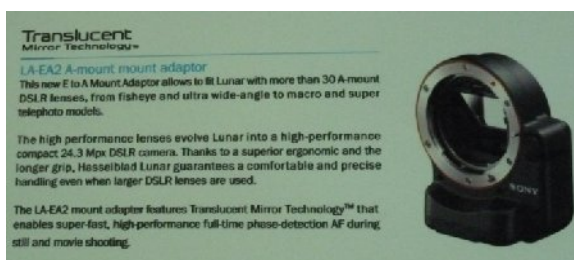 Translucent
Mirror Technology™
LA-EA2 A-mount mount adaptor
This new E to A Mount Adaptor allows to fit Lunar with more than 30 A-mount
DSLR lenses, from fisheye and ultra wide-angle to macro and super
telephoto models.
The high performance lenses evolve Lunar into a high-performance
compact 24.3 Mpx DSLR camera. Thanks to a superior ergonomic and the
longer grip, Hasselblad Lunar guarantees a comfortable and precise
handling even when larger DSLR lenses are used.
The LA-EA2 mount adapter features Translucent Mirror Technology™ that
enables super-fast, high-performance full-time phase-detection AF during
still and movie shooting.
SONY